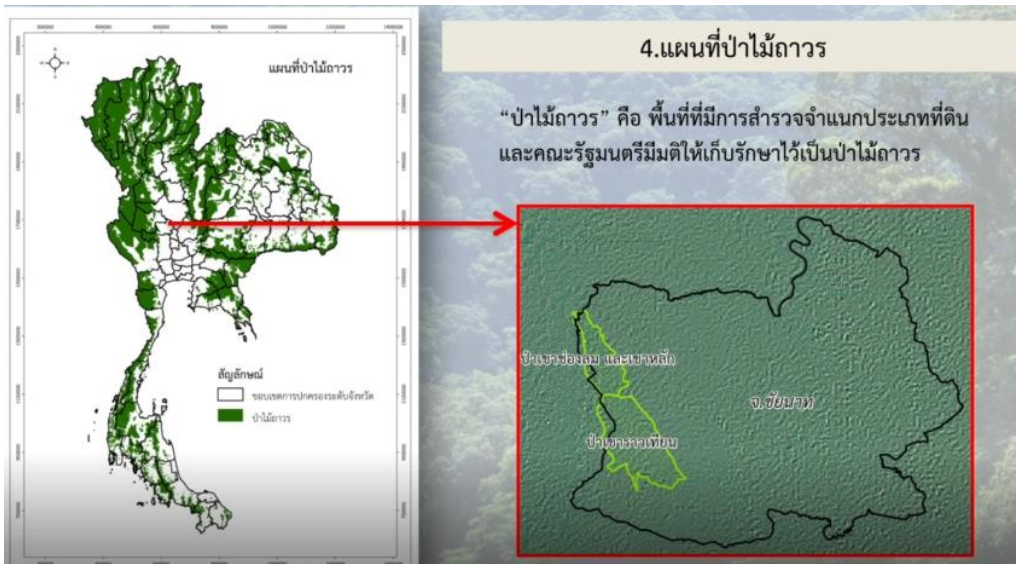 แผนที่ป่าไม้ถาวร
สัญลักษณ์
ขอบเขตการปกครองระดับจังหวัด
ป่าไม้ถาวร
4.แผนที่ป่าไม้ถาวร
“ป่าไม้ถาวร” คือ พื้นที่ที่มีการสำรวจจำแนกประเภทที่ดิน
และคณะรัฐมนตรีมีมติให้เก็บรักษาไว้เป็นป่าไม้ถาวร
ป่าเขาช่องลม และเขาหลัก
จ.ชัยนาท
ป่าเขาราวเทียน